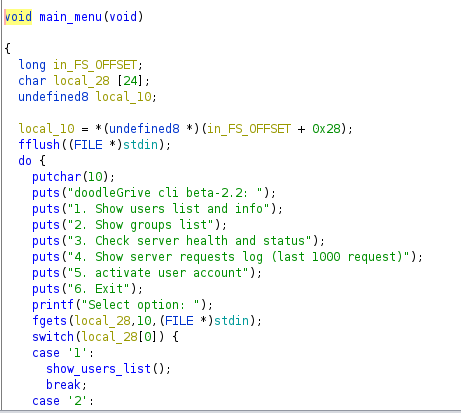 void main_menu(void)
{
long in_FS_OFFSET;
char local_28 [24];
undefined8 local_10;
local_10 = *(undefined8 *)(in_FS_OFFSET + 0x28);
fflush((FILE *)stdin);
do {
putchar(10);
puts("doodleGrive cli beta-2.2: ");
puts("1. Show users list and info");
puts("2. Show groups list");
puts("3. Check server health and status");
puts("4. Show server requests log (last 1000 request)");
puts("5. activate user account");
puts("6. Exit");
printf("Select option: ");
fgets(local_28,10,(FILE *)stdin);
switch(local_28[0]) {
case '1':
show_users_list();
break;
case '2':